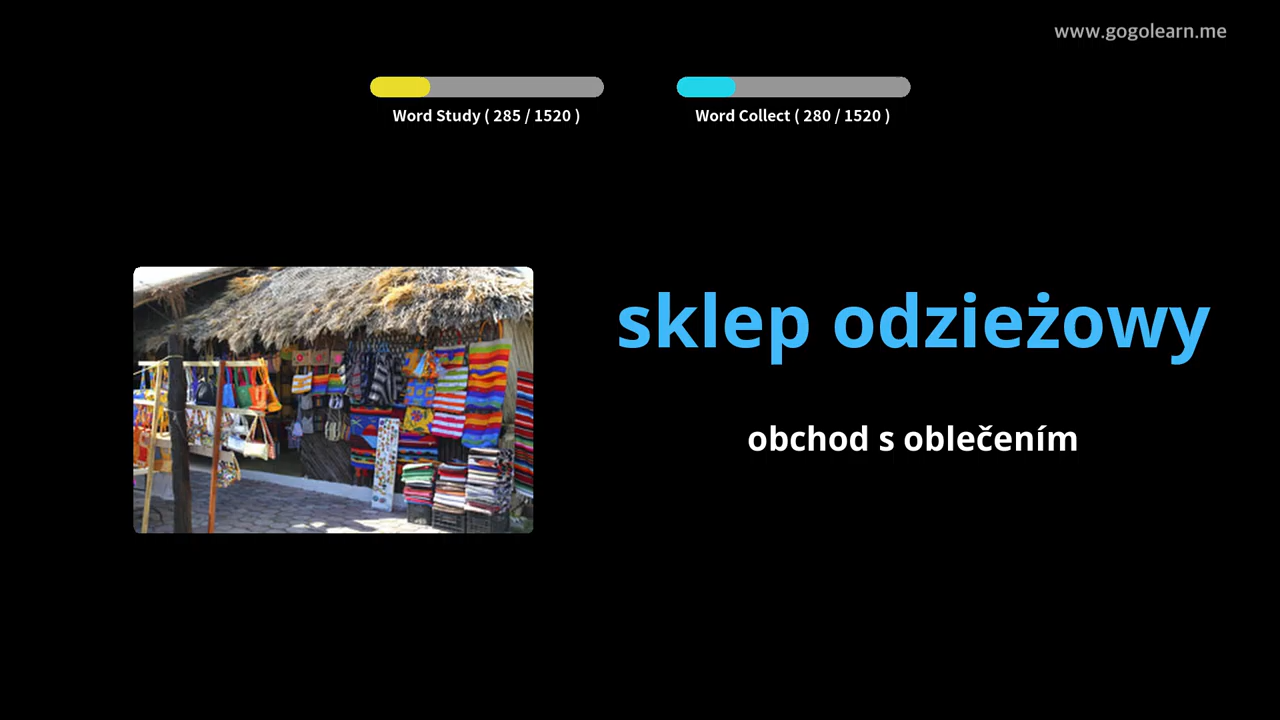 www.gogolearn.me
Word Study ( 285 / 1520 )
Word Collect ( 280 / 1520 )
sklep odzieżowy
obchod s oblečením